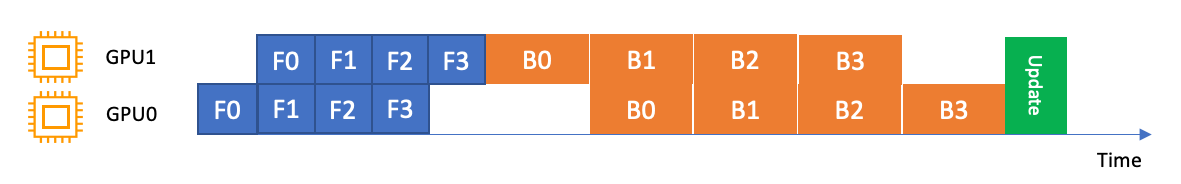 GPU1 F0 F1 F2 F3 B0 B1 B2 B3
GPU0 F0 F1 F2 F3 B0 B1 B2 B3
Update
Time